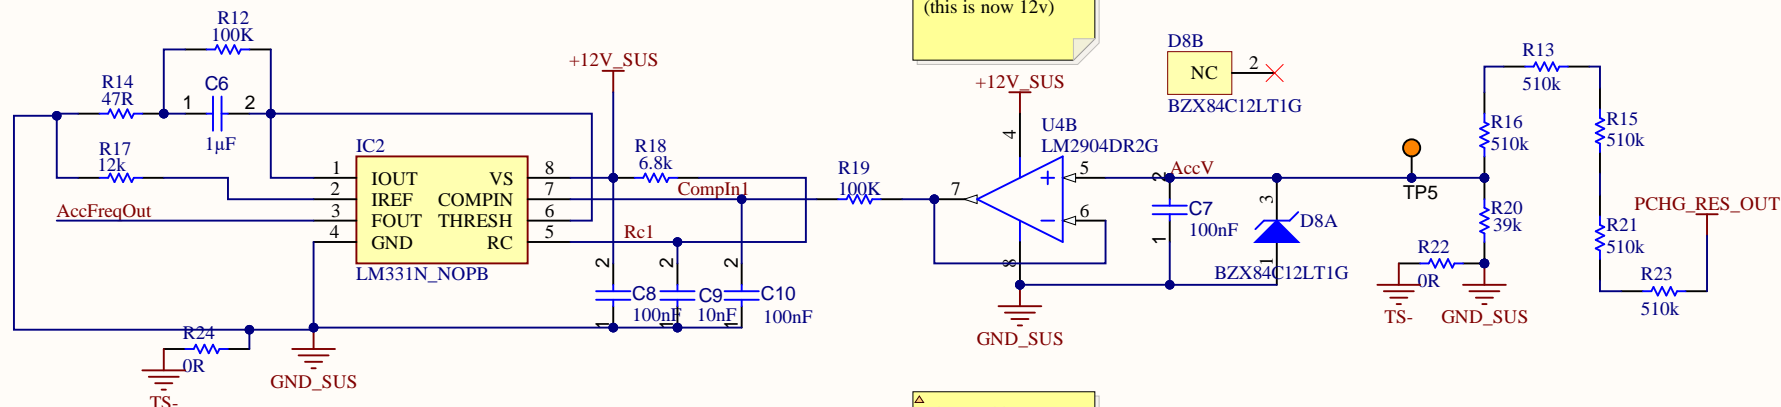 (this is now 12v)
R12
100K
R14
47R
C6
1
2
1µF
R17
12k
AccFreqOut
IC2
1
2
3
4
IOUT
IREF
FOUT
GND
VS
COMPIN
THRESH
RC
8
7
6
5
LM331N_NOPB
+12V_SUS
R18
6.8k
CompIn1
Rc1
2
C8
100nF
1
2
C9
10nF
1
2
C10
100nF
1
R24
0R
TS-
GND_SUS
R19
100K
+12V_SUS
4
U4B
LM2904DR2G
7
5
6
8
GND_SUS
AccV
2
C7
100nF
1
D8B
NC
2
BZX84C12LT1G
3
D8A
1
BZX84C12LT1G
TP5
R13
510k
R16
510k
R15
510k
R20
39k
R21
510k
R22
0R
R23
510k
TS-
GND_SUS
PCHG_RES_OUT